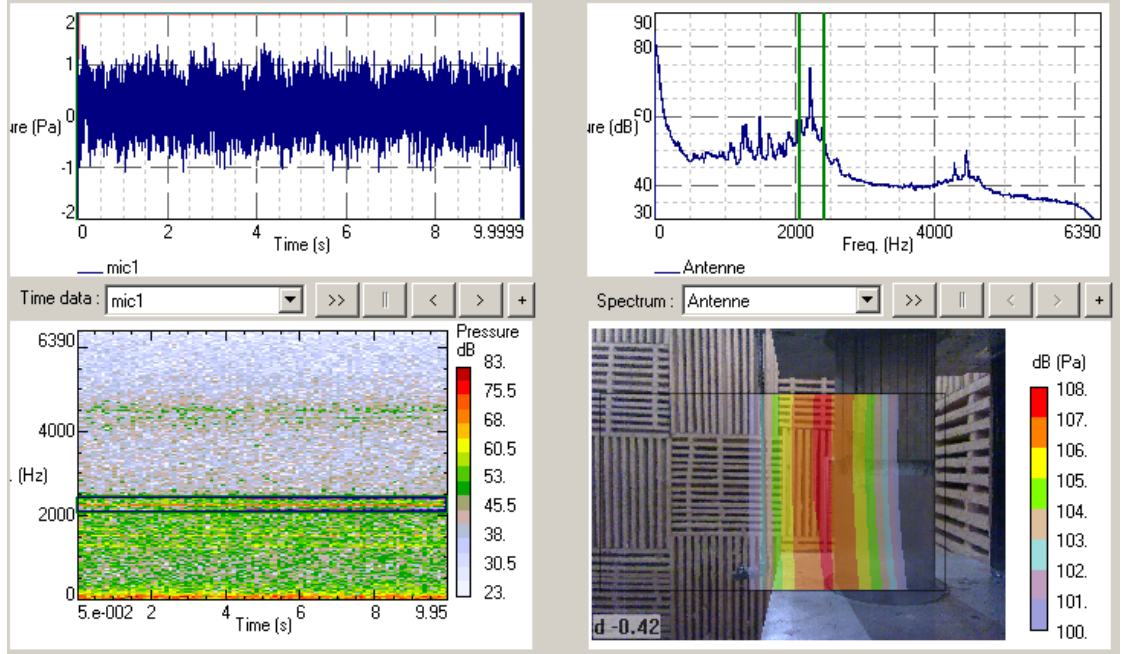 2
1
0
-1
-2
ure (Pa)
0 2 4 6 8 9.9999
Time (s)
mic1
90
80
60
40
30
ure (dB)
0 2000 4000 6390
Freq. (Hz)
Antenne
Time data : mic1 >> || < > +
Spectrum : Antenne >> || < > +
6390
4000
2000
0
. (Hz)
5.e-002 2 4 6 8 9.95
Time (s)
Pressure
dB
83.
75.5
68.
60.5
53.
45.5
38.
30.5
23.
d -0.42
dB (Pa)
108.
107.
106.
105.
104.
103.
102.
101.
100.